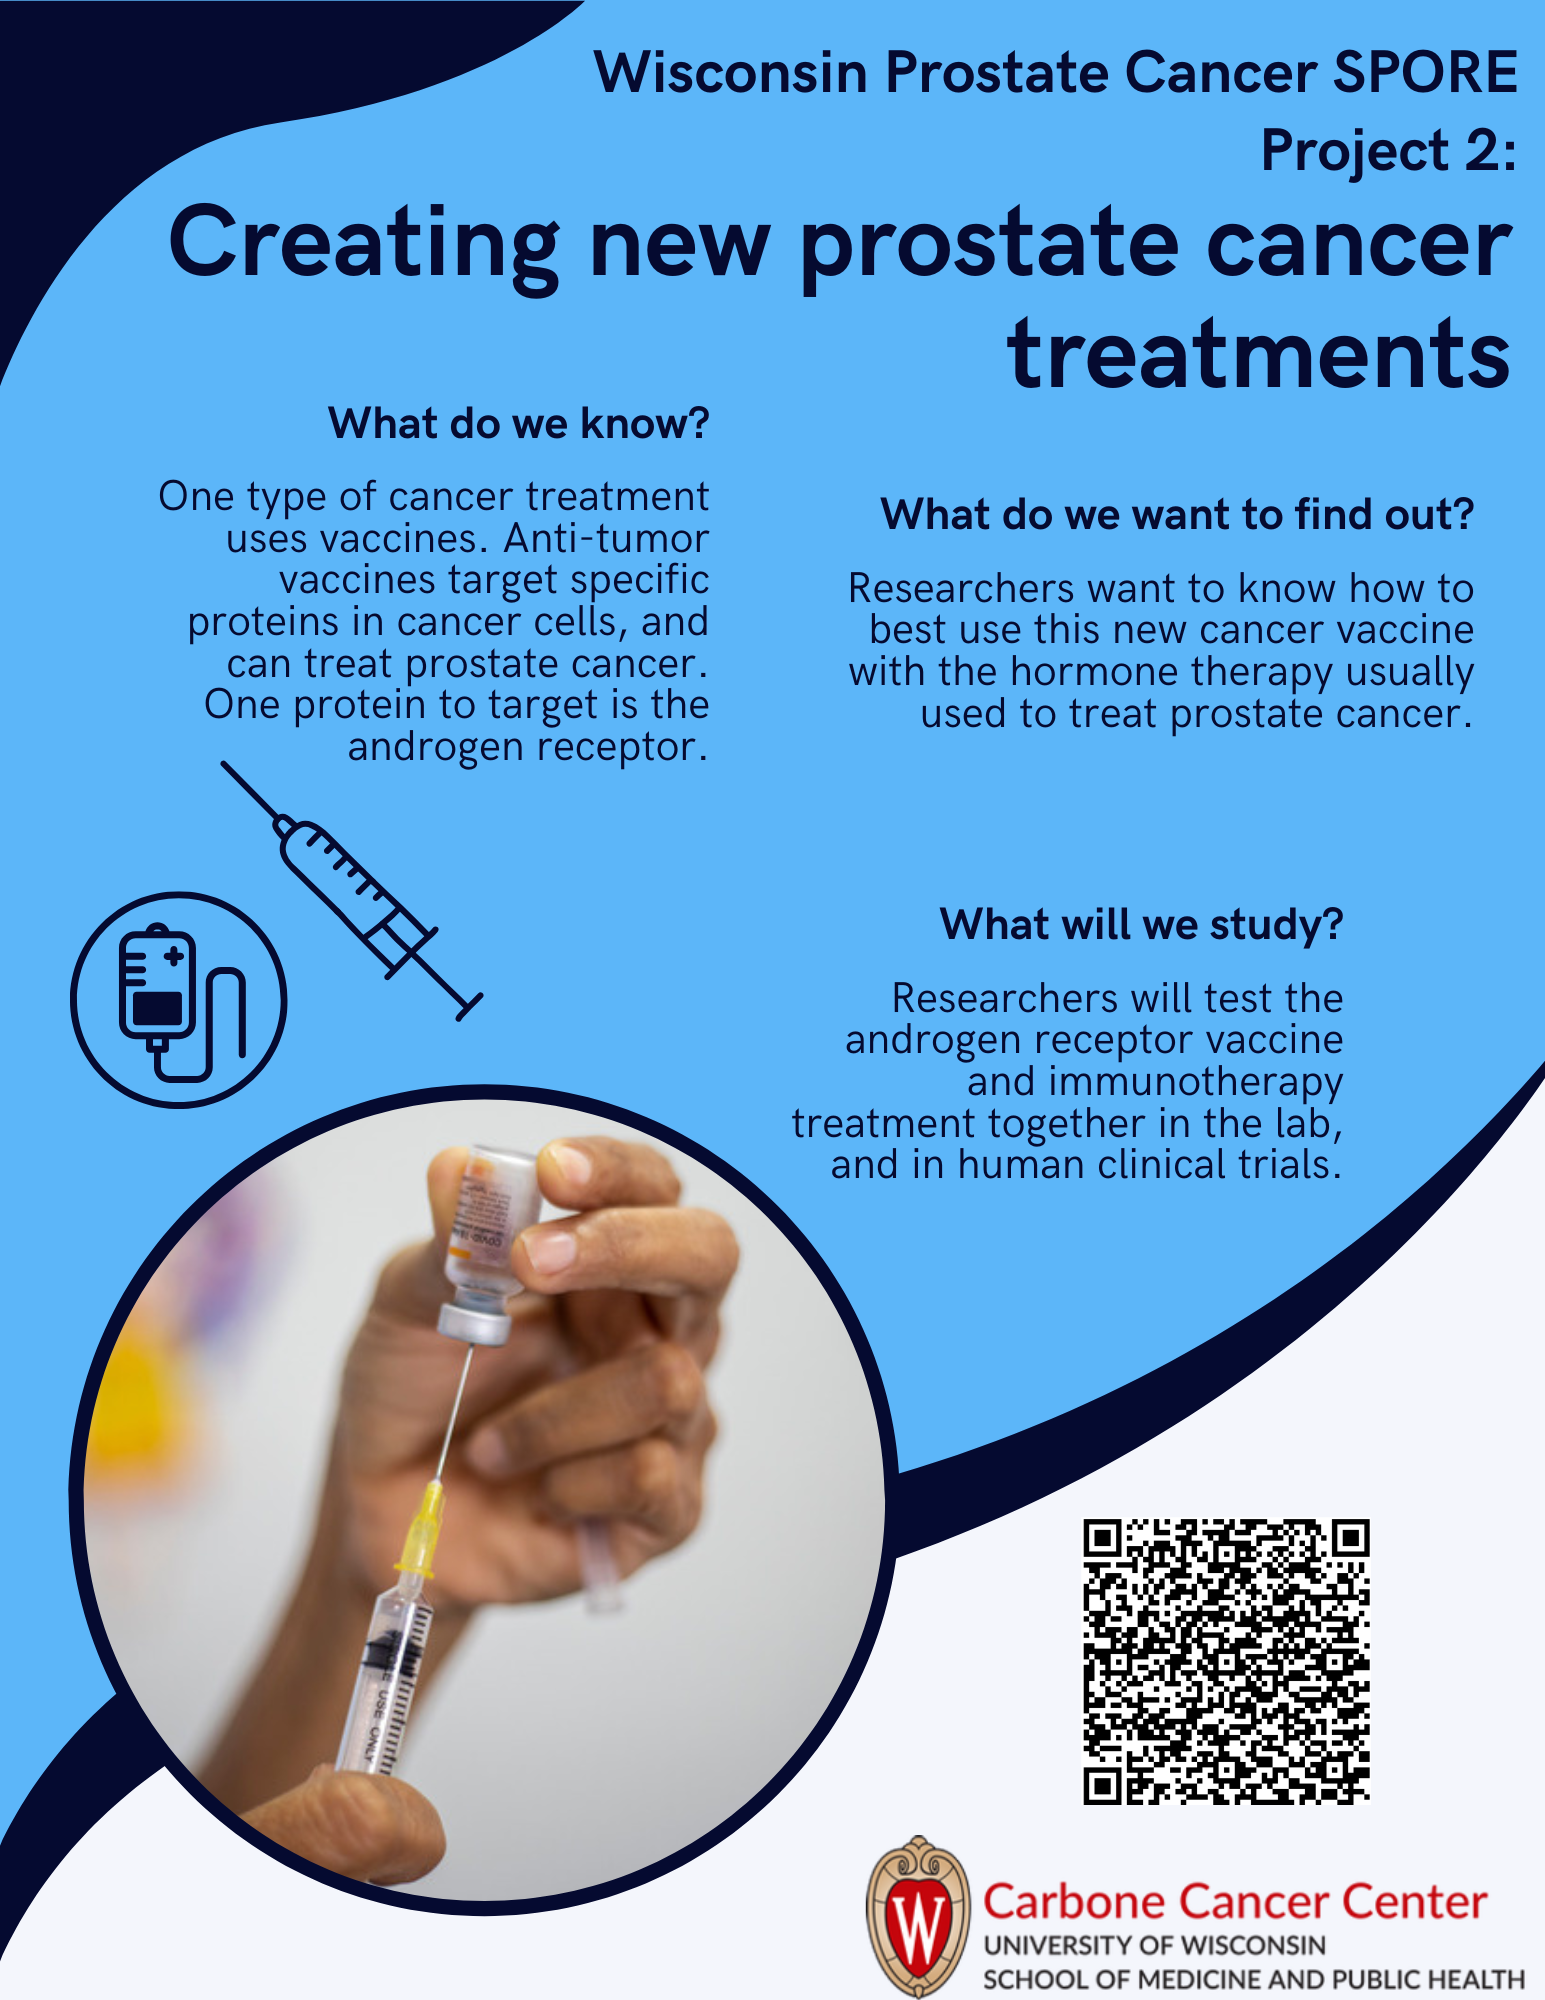 Wisconsin Prostate Cancer SPORE
Project 2:
Creating new prostate cancer
treatments
What do we know?
One type of cancer treatment
uses vaccines. Anti-tumor
vaccines target specific
proteins in cancer cells, and
can treat prostate cancer.
One protein to target is the
androgen receptor.
What do we want to find out?
Researchers want to know how to
best use this new cancer vaccine
with the hormone therapy usually
used to treat prostate cancer.
What will we study?
Researchers will test the
androgen receptor vaccine
and immunotherapy
treatment together in the lab,
and in human clinical trials.
COVID-19
USE ONLY
W
Carbone Cancer Center
UNIVERSITY OF WISCONSIN
SCHOOL OF MEDICINE AND PUBLIC HEALTH